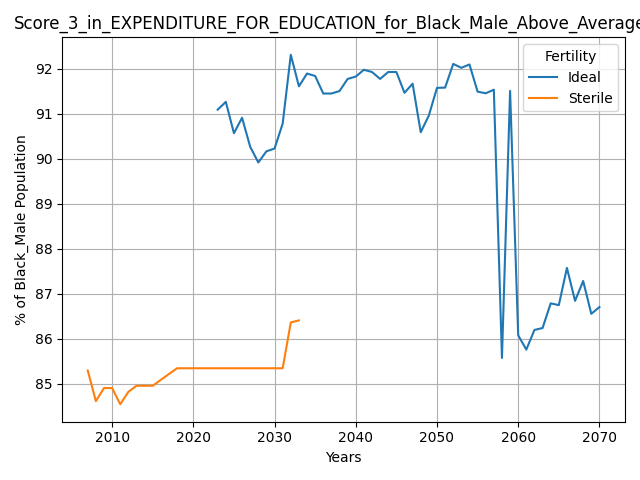 Score_3_in_EXPENDITURE_FOR_EDUCATION_for_Black_Male_Above_Average
Fertility
Ideal
Sterile
% of Black_Male Population
92
91
90
89
88
87
86
85
2010 2020 2030 2040 2050 2060 2070
Years